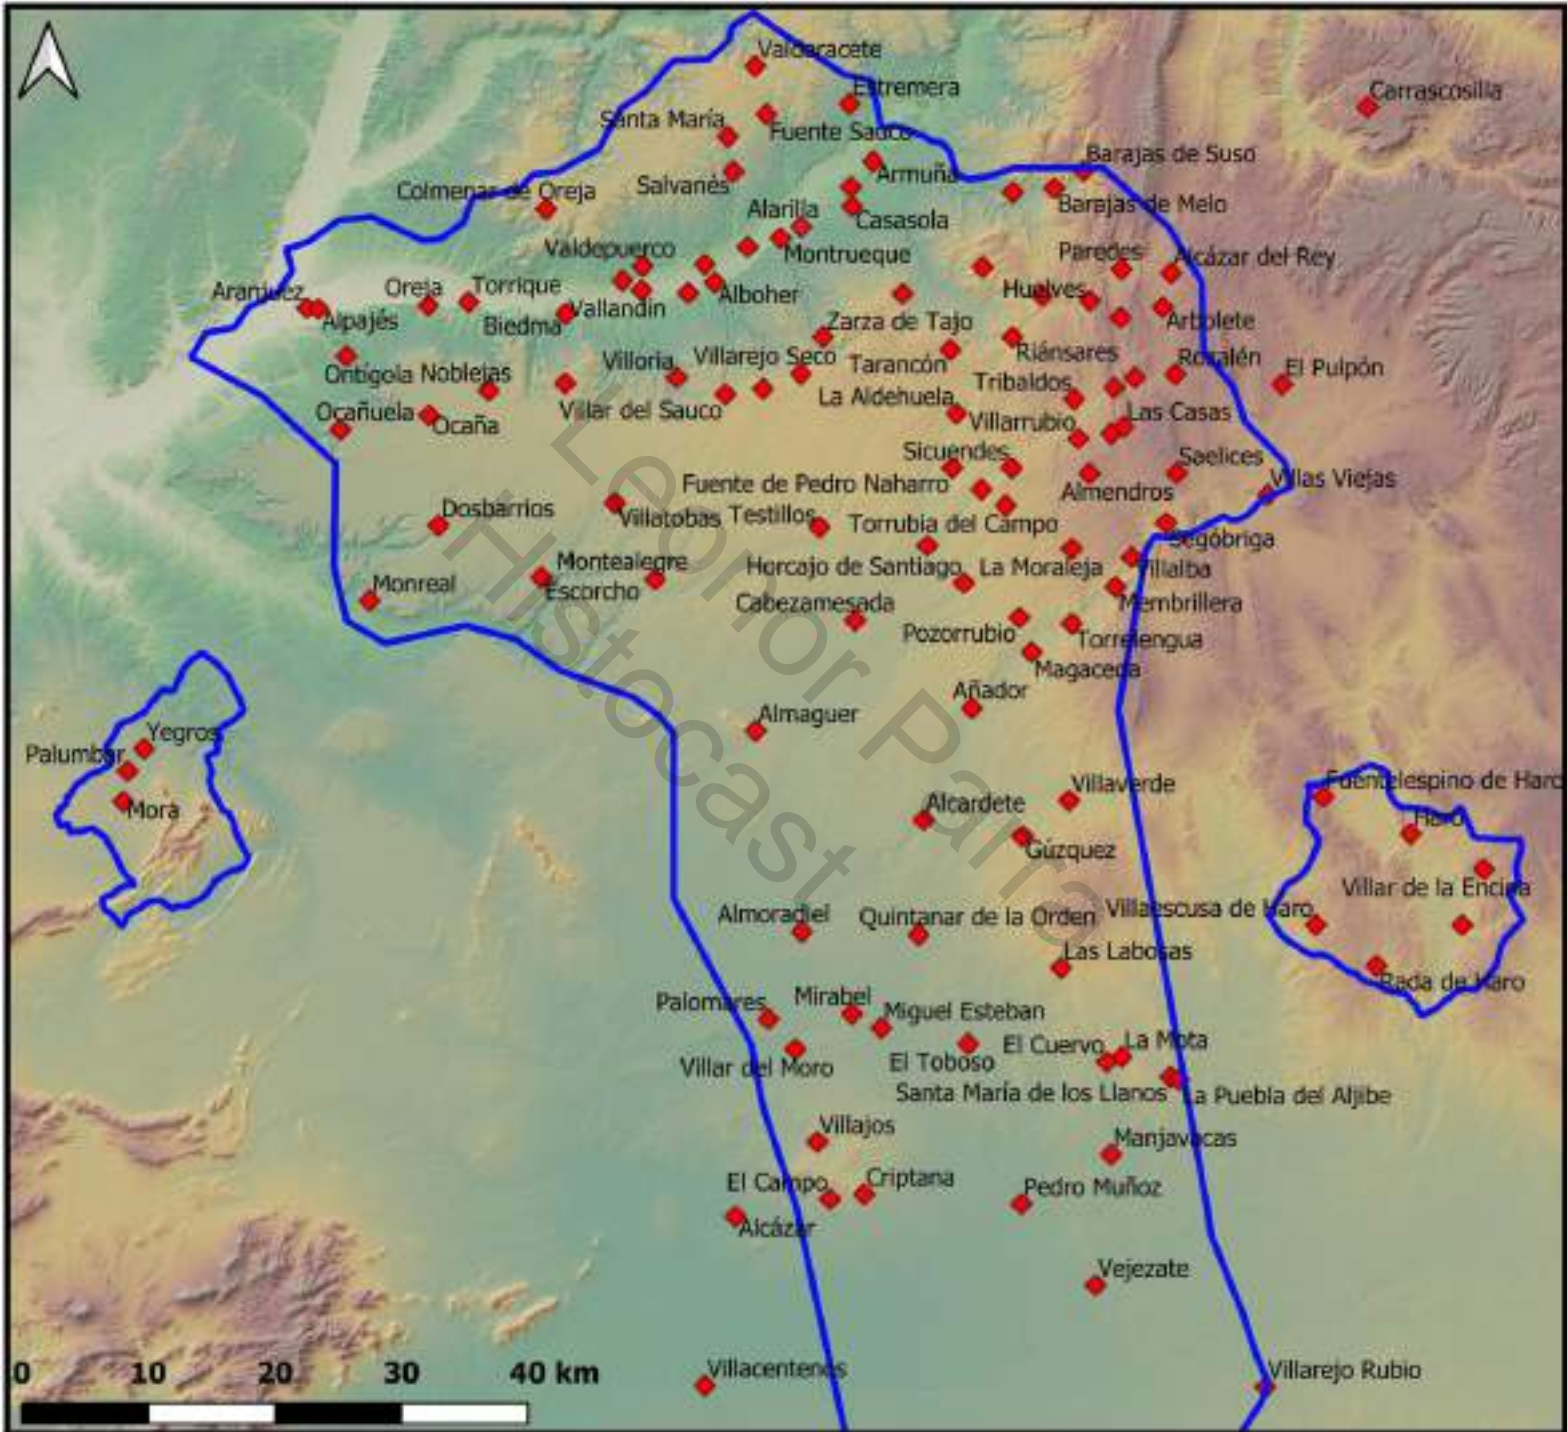 Valdaracete
Estremera
Carrascosilla
Santa María
Fuente Sauco
Barajas de Suso
Armuña
Salvanés
Colmenar de Oreja
Barajas de Melo
Alarilla
Casasola
Valdepuerco
Montrueque
Paredes
Alcázar del Rey
Aranjuez
Oreja
Torrique
Alboher
Huelves
Vallandin
Alpajés
Biedma
Zarza de Tajo
Arbolete
Villoria
Villarejo Seco
Riánsares
Rozalén
Tarancón
El Pulpón
Ontígola
Noblejas
Tribaldos
La Aldehuela
Ocañuela
Villar del Sauco
Las Casas
Ocaña
Villarrubio
Sicuendes
Saelices
Villas Viejas
Fuente de Pedro Naharro
Almendros
Dosbarrios
Villatobas
Testillos
Torrubia del Campo
Segóbriga
Montealegre
Horcajo de Santiago
La Moraleja
Villalba
Monreal
Escorcho
Cabezamesada
Membrillera
Pozorrubio
Torrelengua
Magaceda
Añador
Almaguer
Yegros
Palumbar
Mora
Villaverde
Fuentelespino de Haro
Alcardete
Haro
Gúzquez
Villar de la Encina
Almoradiel
Quintanar de la Orden
Villaescusa de Haro
Las Labosas
Rada de Haro
Palomares
Mirabel
Miguel Esteban
El Cuervo
La Mota
El Toboso
Villar del Moro
Santa María de los Llanos
La Puebla del Aljibe
Villajos
Manjavacas
El Campo
Criptana
Pedro Muñoz
Alcázar
Vejezate
Villacentenos
Villarejo Rubio
0 10 20 30 40 km
Leonor Parra
Histocast